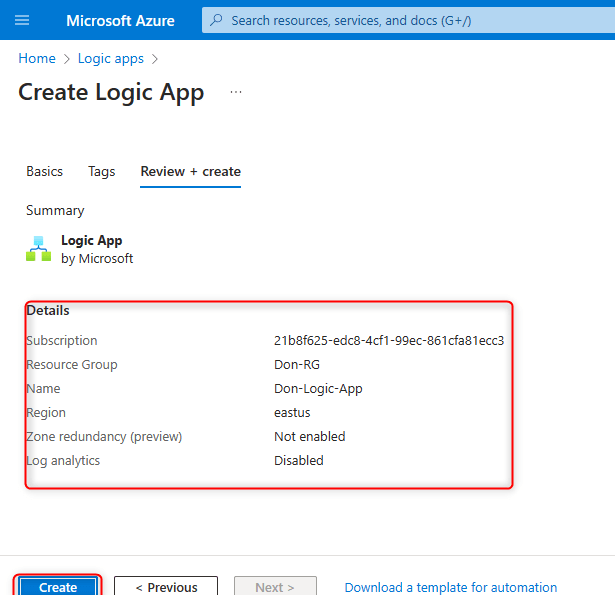 Microsoft Azure
Search resources, services, and docs (G+/)
Home > Logic apps >
Create Logic App ...
Basics Tags Review + create
Summary
Logic App
by Microsoft
Details
Subscription 21b8f625-edc8-4cf1-99ec-861cfa81ecc3
Resource Group Don-RG
Name Don-Logic-App
Region eastus
Zone redundancy (preview) Not enabled
Log analytics Disabled
Create < Previous Next > Download a template for automation